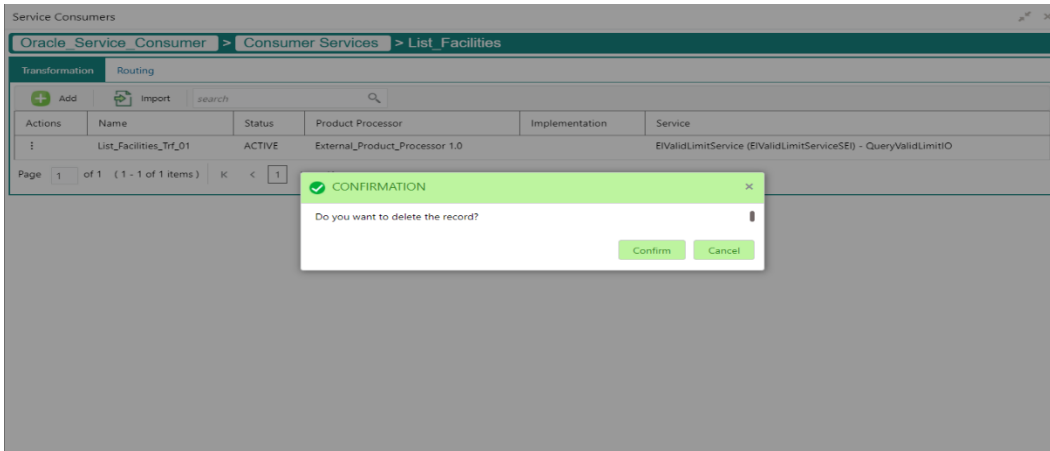 Service Consumers
Oracle_Service_Consumer > Consumer Services > List_Facilities
Transformation Routing
Add Import search
Actions Name Status Product Processor Implementation Service
List_Facilities_Trf_01 ACTIVE External_Product_Processor 1.0 EIValidLimitService (EIValidLimitServiceSEI) - QueryValidLimitIO
Page 1 of 1 (1 - 1 of 1 items) K < 1
CONFIRMATION
Do you want to delete the record?
Confirm Cancel